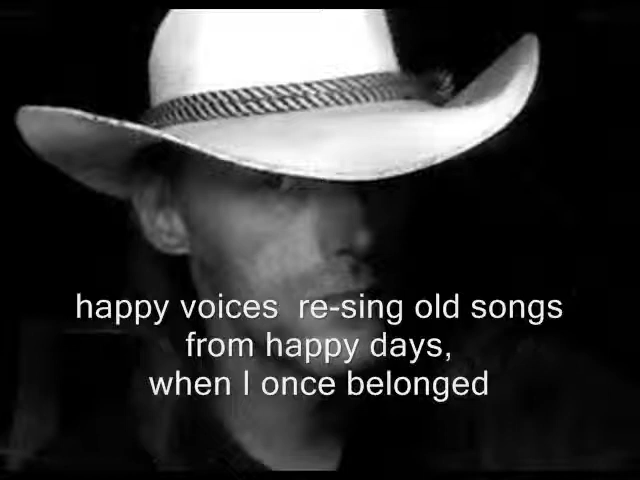 happy voices  re-sing old songs
from happy days,
when I once belonged